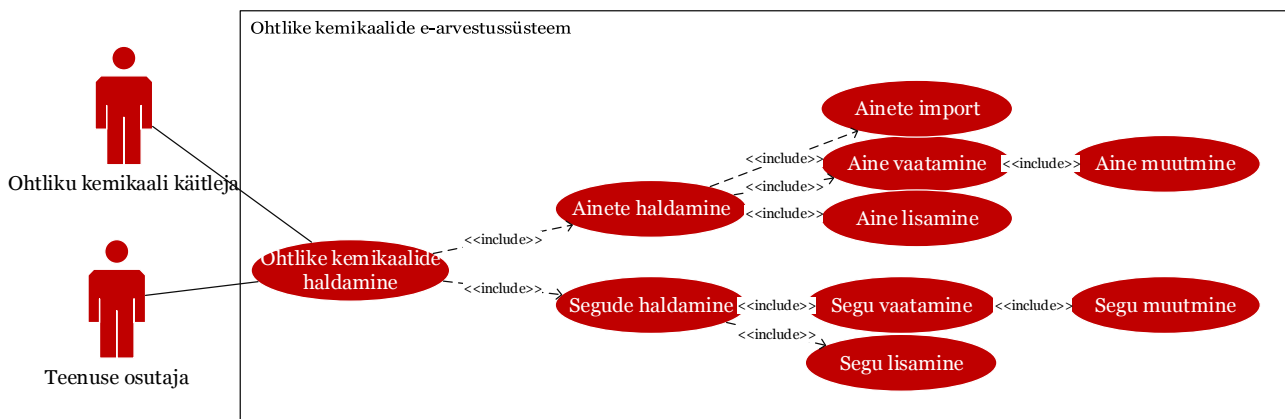 Ohtlike kemikaalide e-arvestussüsteem
Ainete import
<<include>>
Aine vaatamine
<<include>>
Aine muutmine
Ohtliku kemikaali käitleja
<<include>>
Ainete haldamine
<<include>>
Aine lisamine
<<include>>
Ohtlike kemikaalide
haldamine
<<include>>
Segude haldamine
<<include>>
Segu vaatamine
<<include>>
Segu muutmine
<<include>>
Segu lisamine
Teenuse osutaja